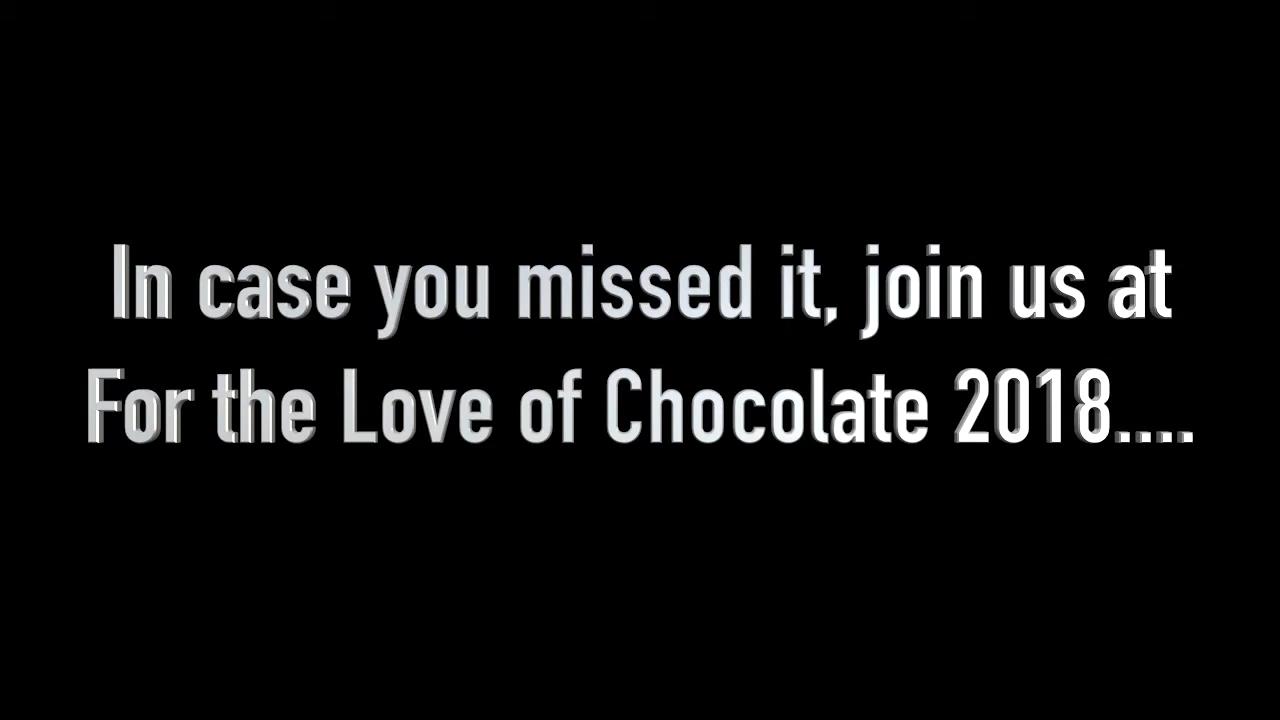 In case you missed it, join us at
For the Love of Chocolate 2018....